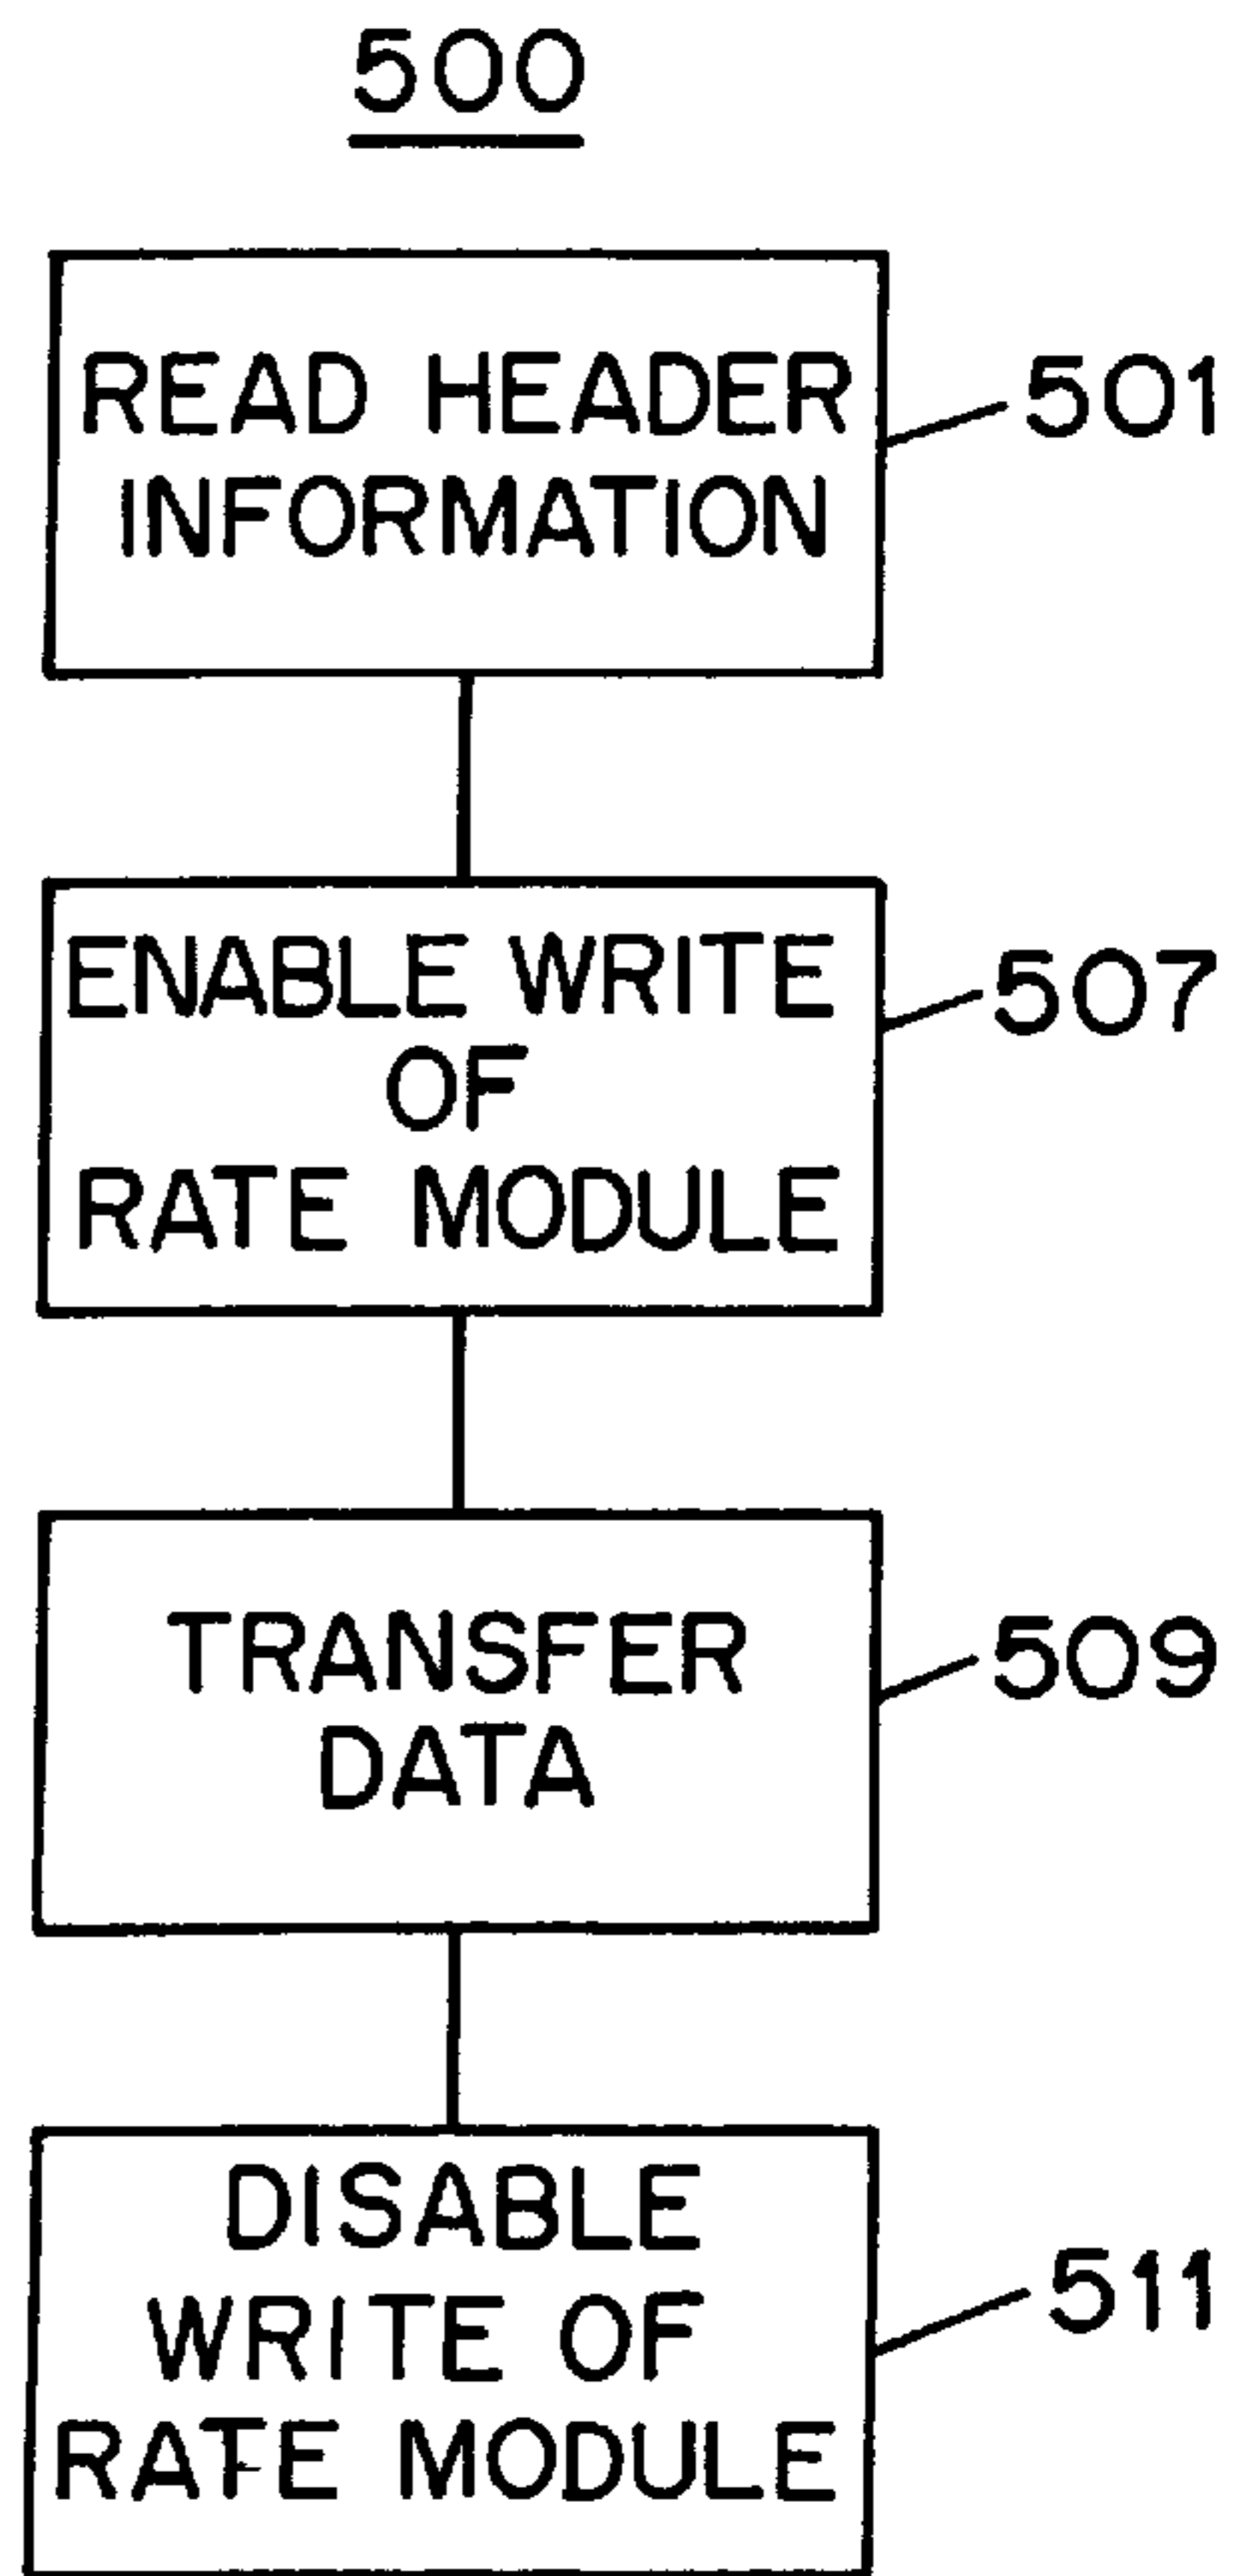 500
READ HEADER
INFORMATION
501
ENABLE WRITE
OF
RATE MODULE
507
TRANSFER
DATA
509
DISABLE
WRITE OF
RATE MODULE
511